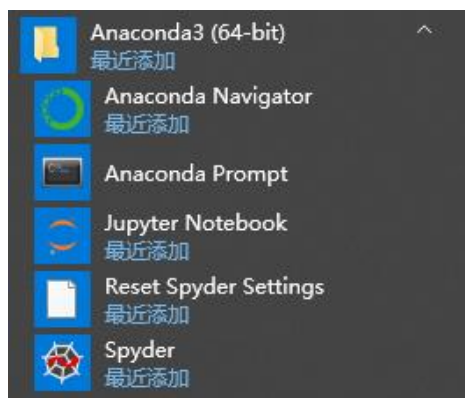 Anaconda3 (64-bit)
最近添加
Anaconda Navigator
最近添加
Anaconda Prompt
Jupyter Notebook
最近添加
Reset Spyder Settings
最近添加
Spyder
最近添加